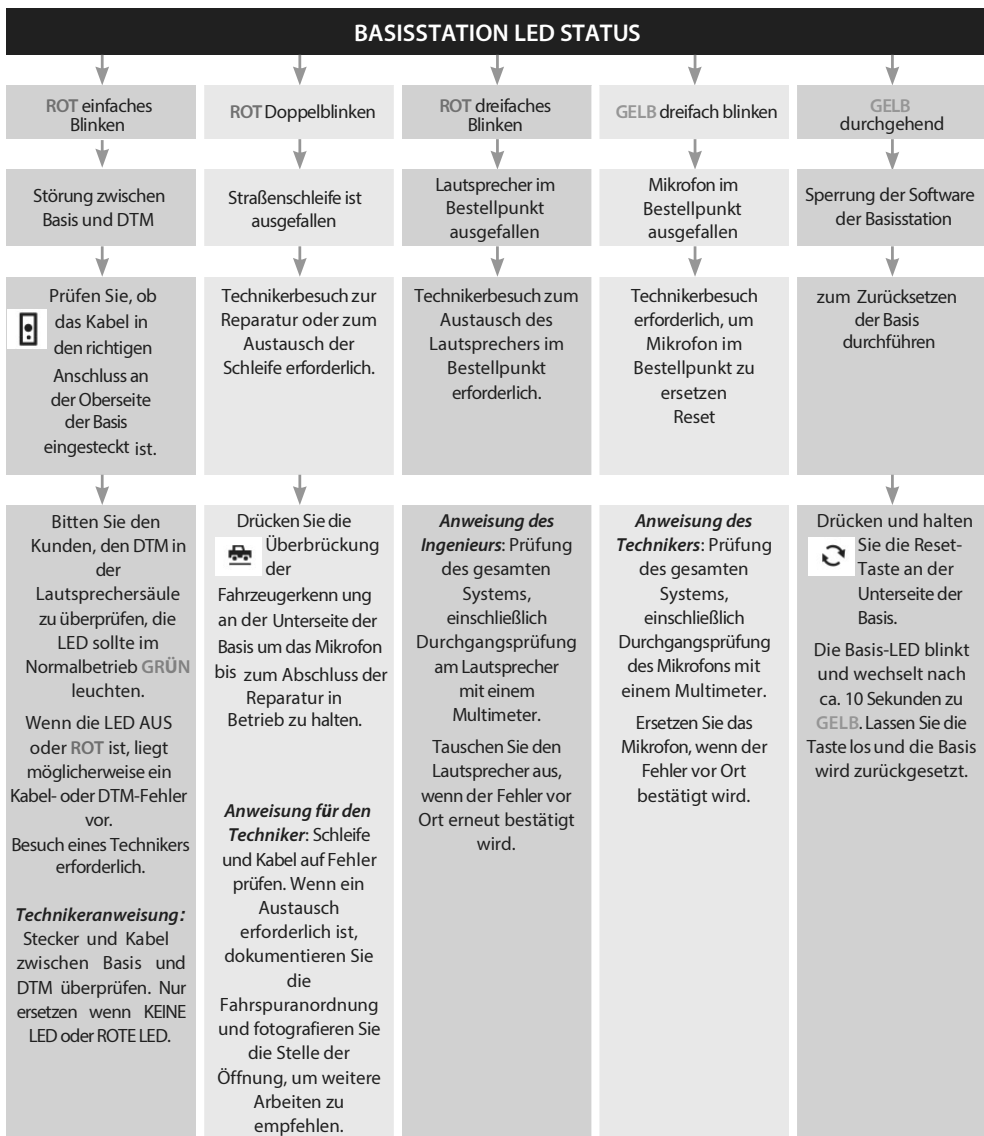 BASISSTATION LED STATUS
ROT einfaches
Blinken
Störung zwischen
Basis und DTM
Prüfen Sie, ob
das Kabel in
den richtigen
Anschluss an
der Oberseite
der Basis
eingesteckt ist.
Bitten Sie den
Kunden, den DTM in
der
Lautsprechersäule
zu überprüfen, die
LED sollte im
Normalbetrieb GRÜN
leuchten.
Wenn die LED AUS
oder ROT ist, liegt
möglicherweise ein
Kabel- oder DTM-Fehler
vor.
Besuch eines Technikers
erforderlich.
Technikeranweisung:
Stecker und Kabel
zwischen Basis und
DTM überprüfen. Nur
ersetzen wenn KEINE
LED oder ROTE LED.
ROT Doppelblinken
Straßenschleife ist
ausgefallen
Technikerbesuch zur
Reparatur oder zum
Austausch der
Schleife erforderlich.
Drücken Sie die
Überbrückung
der
Fahrzeugerkenn ung
an der Unterseite der
Basis um das Mikrofon
bis zum Abschluss der
Reparatur in
Betrieb zu halten.
Anweisung für den
Techniker: Schleife
und Kabel auf Fehler
prüfen. Wenn ein
Austausch
erforderlich ist,
dokumentieren Sie
die
Fahrspuranordnung
und fotografieren Sie
die Stelle der
Öffnung, um weitere
Arbeiten zu
empfehlen.
ROT dreifaches
Blinken
Lautsprecher im
Bestellpunkt
ausgefallen
Technikerbesuch zum
Austausch des
Lautsprechers im
Bestellpunkt
erforderlich.
Anweisung des
Ingenieurs: Prüfung
des gesamten
Systems,
einschließlich
Durchgangsprüfung
am Lautsprecher
mit einem
Multimeter.
Tauschen Sie den
Lautsprecher aus,
wenn der Fehler vor
Ort erneut bestätigt
wird.
GELB dreifach blinken
Mikrofon im
Bestellpunkt
ausgefallen
Technikerbesuch
erforderlich, um
Mikrofon im
Bestellpunkt zu
ersetzen
Reset
Anweisung des
Technikers: Prüfung
des gesamten
Systems,
einschließlich
Durchgangsprüfung
des Mikrofons mit
einem Multimeter.
Ersetzen Sie das
Mikrofon, wenn der
Fehler vor Ort
bestätigt wird.
GELB
durchgehend
Sperrung der Software
der Basisstation
zum Zurücksetzen
der Basis
durchführen
Drücken und halten
Sie die Reset-
Taste an der
Unterseite der
Basis.
Die Basis-LED blinkt
und wechselt nach
ca. 10 Sekunden zu
GELB. Lassen Sie die
Taste los und die Basis
wird zurückgesetzt.